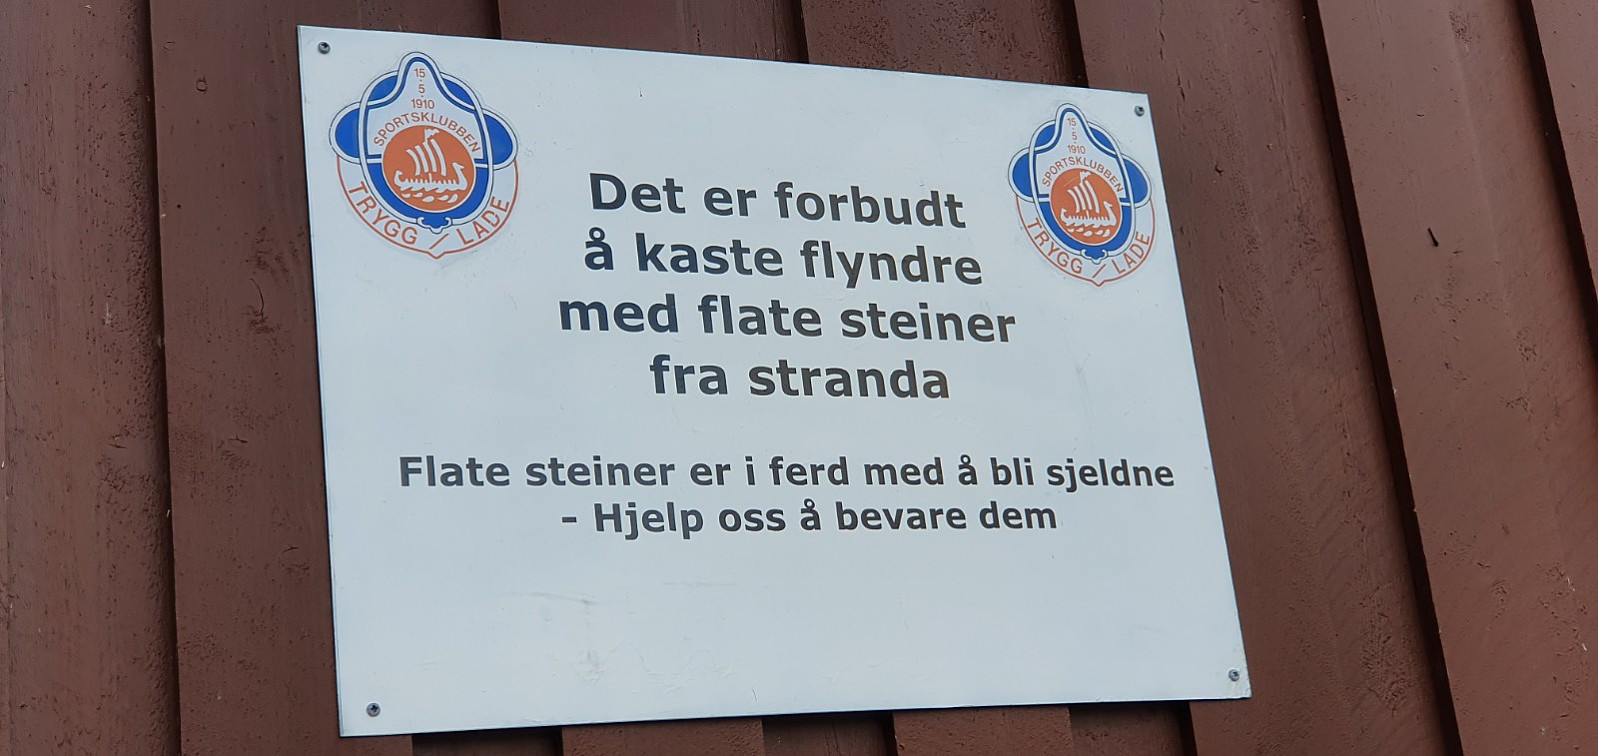 15
5
1910
SPORTSKLUBBEN
TRYGG / LADE
15
5
1910
SPORTSKLUBBEN
TRYGG / LADE
Det er forbudt
å kaste flyndre
med flate steiner
fra stranda
Flate steiner er i ferd med å bli sjeldne
- Hjelp oss å bevare dem